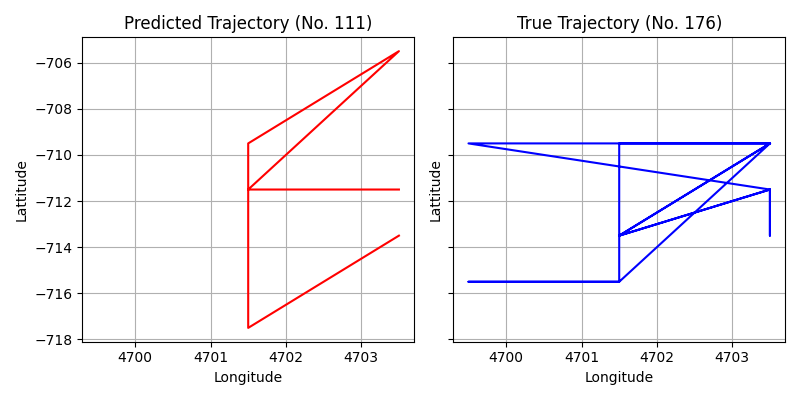 Predicted Trajectory (No. 111)
True Trajectory (No. 176)
−706
−708
−710
−712
−714
−716
−718
Lattitude
Lattitude
4700 4701 4702 4703
4700 4701 4702 4703
Longitude
Longitude